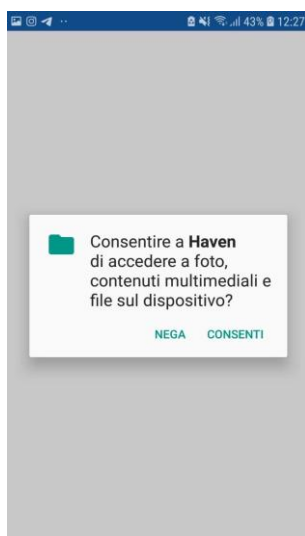 43% 12:27
Consentire a Haven
di accedere a foto,
contenuti multimediali e
file sul dispositivo?
NEGA CONSENTI